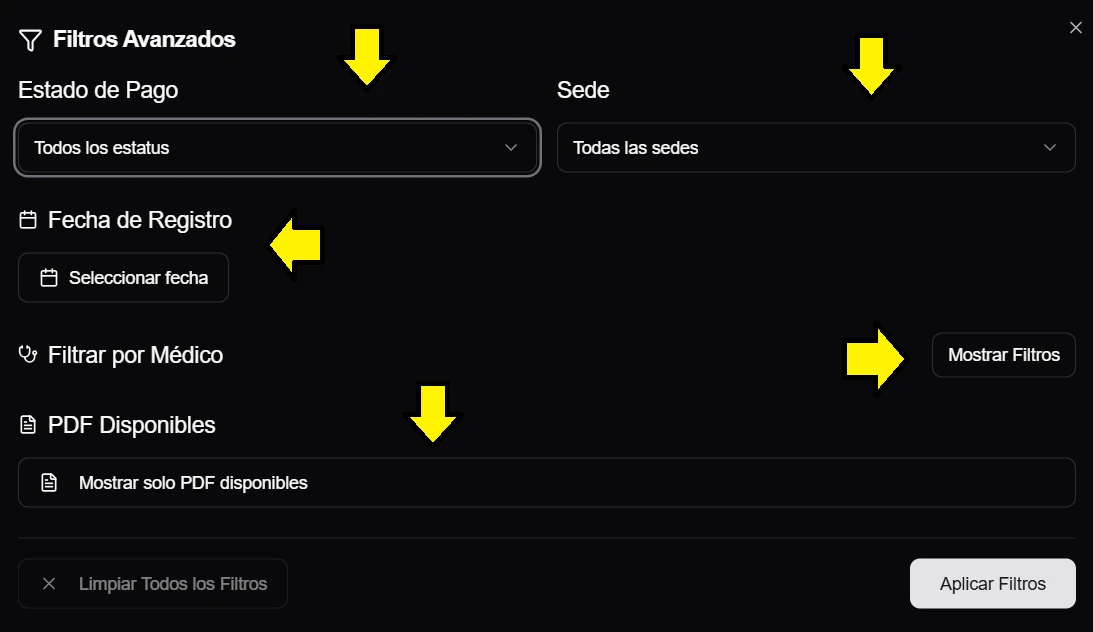 Filtros Avanzados
Estado de Pago
Sede
Todos los estatus
Todas las sedes
Fecha de Registro
Seleccionar fecha
Filtrar por Médico
Mostrar Filtros
PDF Disponibles
Mostrar solo PDF disponibles
Limpiar Todos los Filtros
Aplicar Filtros